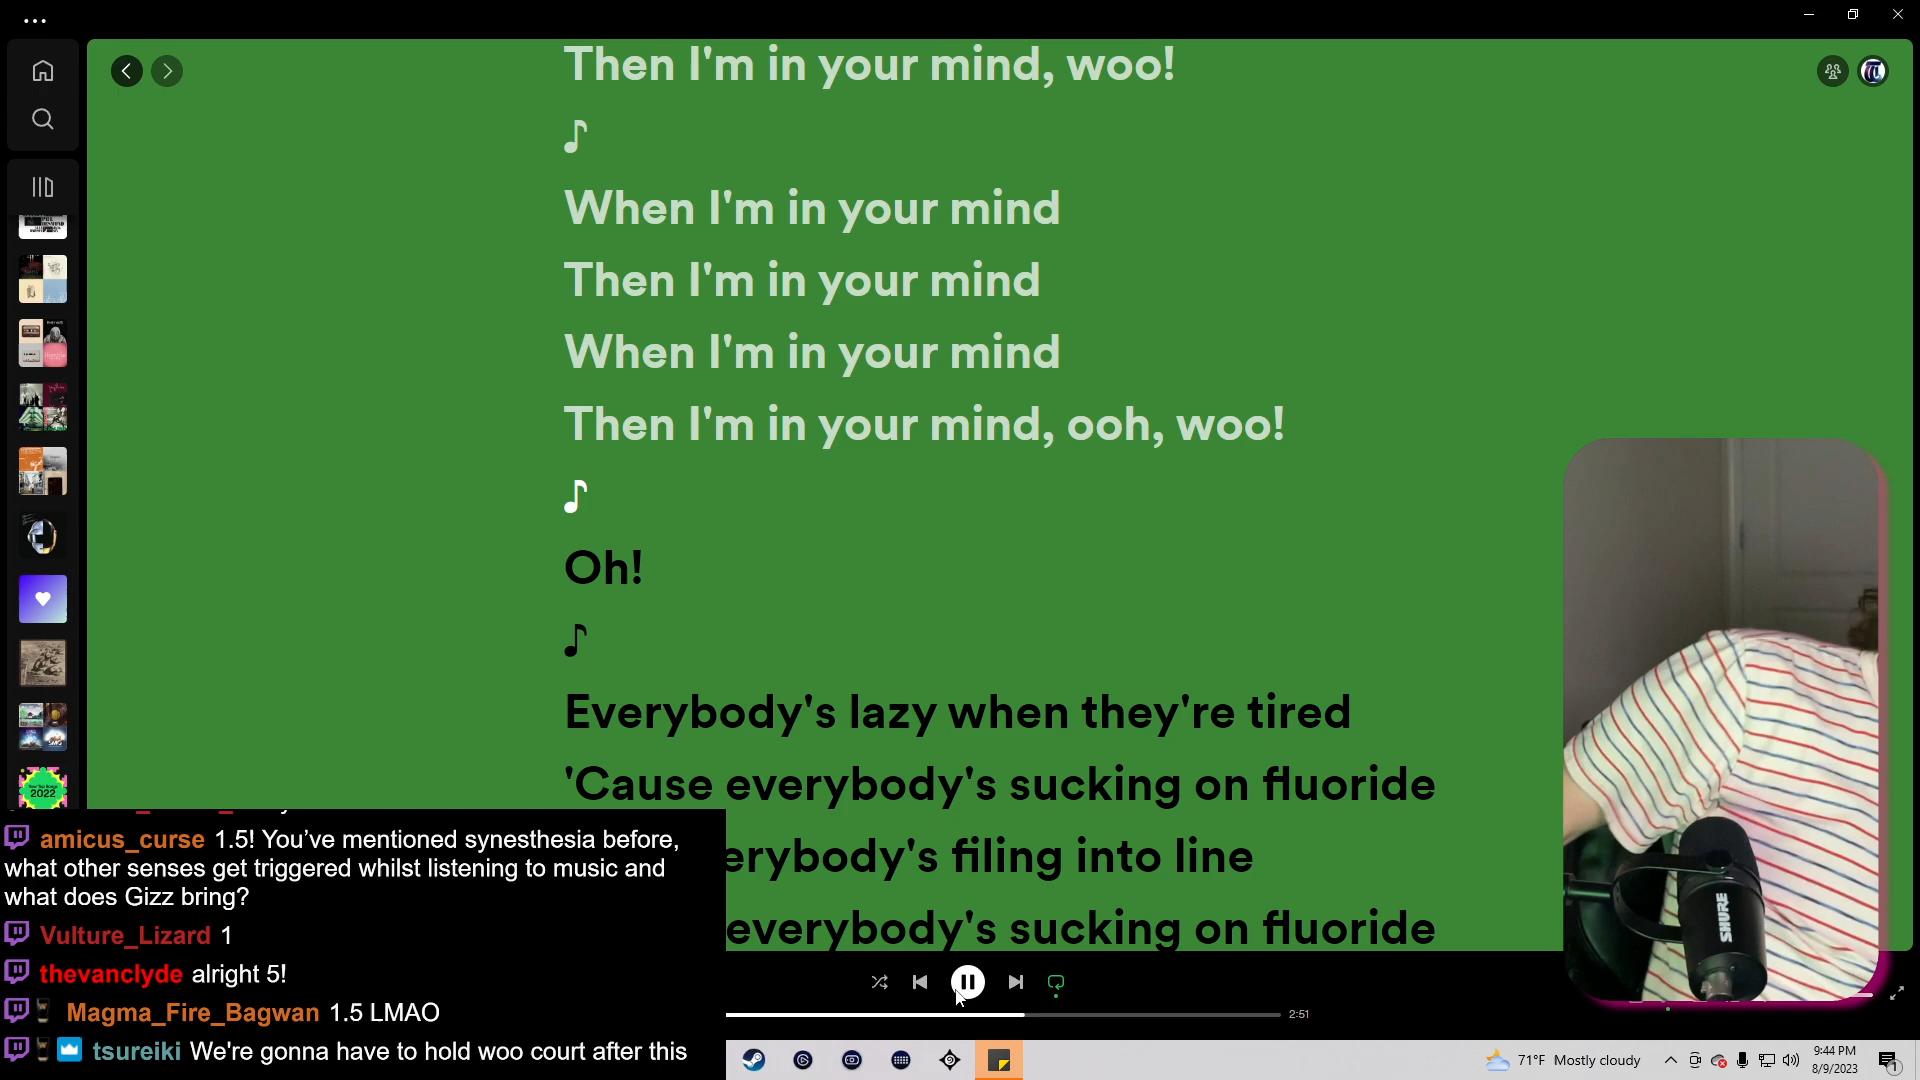 Then I'm in your mind, woo!
♪
When I'm in your mind
Then I'm in your mind
When I'm in your mind
Then I'm in your mind, ooh, woo!
♪
Oh!
♪
Everybody's lazy when they're tired
'Cause everybody's sucking on fluoride
erybody's filing into line
everybody's sucking on fluoride
2022
amicus_curse 1.5! You've mentioned synesthesia before,
what other senses get triggered whilst listening to music and
what does Gizz bring?
Vulture_Lizard 1
thevanclyde alright 5!
Magma_Fire_Bagwan 1.5 LMAO
tsureiki We're gonna have to hold woo court after this
SHURE
2:51
71°F Mostly cloudy
9:44 PM
8/9/2023
1